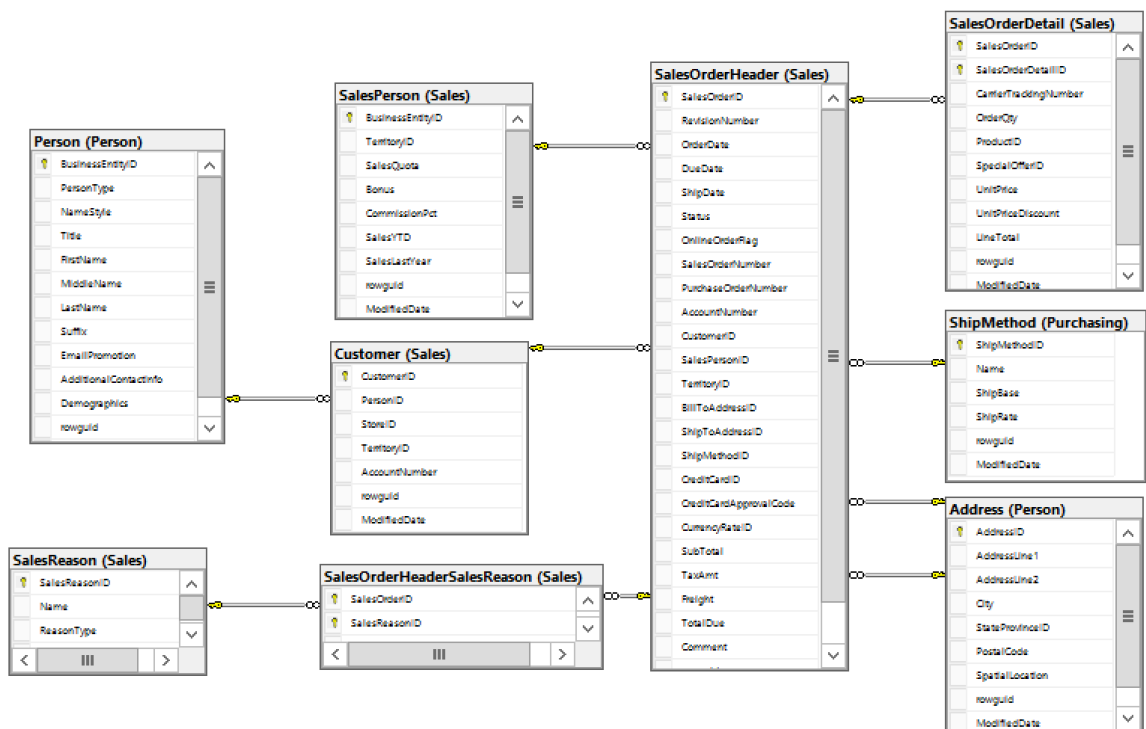 Person (Person)
BusinessEntityID
PersonType
NameStyle
Title
FirstName
MiddleName
LastName
Suffix
EmailPromotion
AdditionalContactInfo
Demographics
rowguid
SalesPerson (Sales)
BusinessEntityID
TerritoryID
SalesQuota
Bonus
CommissionPct
SalesYTD
SalesLastYear
rowguid
ModifiedDate
Customer (Sales)
CustomerID
PersonID
StoreID
TerritoryID
AccountNumber
rowguid
ModifiedDate
SalesReason (Sales)
SalesReasonID
Name
ReasonType
SalesOrderHeaderSalesReason (Sales)
SalesOrderID
SalesReasonID
SalesOrderHeader (Sales)
SalesOrderID
RevisionNumber
OrderDate
DueDate
ShipDate
Status
OnlineOrderFlag
SalesOrderNumber
PurchaseOrderNumber
AccountNumber
CustomerID
SalesPersonID
TerritoryID
BillToAddressID
ShipToAddressID
ShipMethodID
CreditCardID
CreditCardApprovalCode
CurrencyRateID
SubTotal
TaxAmt
Freight
TotalDue
Comment
SalesOrderDetail (Sales)
SalesOrderID
SalesOrderDetailID
CarrierTrackingNumber
OrderQty
ProductID
SpecialOfferID
UnitPrice
UnitPriceDiscount
LineTotal
rowguid
ModifiedDate
ShipMethod (Purchasing)
ShipMethodID
Name
ShipBase
ShipRate
rowguid
ModifiedDate
Address (Person)
AddressID
AddressLine1
AddressLine2
City
StateProvinceID
PostalCode
SpatialLocation
rowguid
ModifiedDate